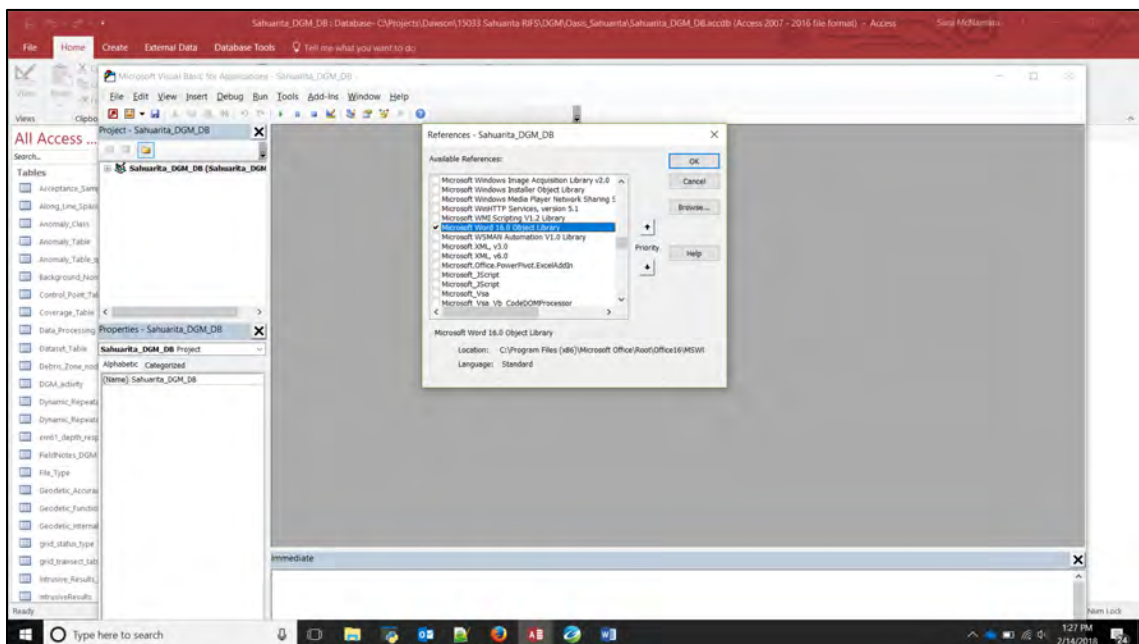 Sahuarita_DGM_DB : Database- C:\Projects\Dawson\15033 Sahuarita RIFS\DGM\Oasis_Sahuarita\Sahuarita_DGM_DB.accdb (Access 2007 - 2016 file format) - Access
Sara McNamara
File Home Create External Data Database Tools Tell me what you want to do
Microsoft Visual Basic for Applications - Sahuarita_DGM_DB
File Edit View Insert Debug Run Tools Add-Ins Window Help
Views
All Access ...
Search..
Tables
Acceptance_Sam
Anomaly_Class
Anomaly_Table
Control_Point_Ta
Coverage_Table
Data_Processing
Dataset_Table
Debris_Zone_nod
DGM_activity
Dynamic_Repeat
Dynamic_Repeat
em61_depth_resp
FieldNotes_DGM
File_Type
Geodetic_Accura
Geodetic_Functio
Geodetic_Interna
grid_status_type
grid_transect_tab
Intrusive_Results_
intrusiveResults
Ready
Project - Sahuarita_DGM_DB
Sahuarita_DGM_DB (Sahuarita_DGM
Properties - Sahuarita_DGM_DB
Sahuarita_DGM_DB Project
Alphabetic Categorized
(Name) Sahuarita_DGM_DB
References - Sahuarita_DGM_DB
Available References:
Microsoft Windows Image Acquisition Library v2.0
Microsoft Windows Installer Object Library
Microsoft Windows Media Player Network Sharing S
Microsoft WinHTTP Services, version 5.1
Microsoft WMI Scripting V1.2 Library
Microsoft Word 16.0 Object Library
Microsoft WSMAN Automation V1.0 Library
Microsoft XML, v3.0
Microsoft XML, v6.0
Microsoft.Office.PowerPivot.ExcelAddIn
Microsoft_JScript
Microsoft_JScript
Microsoft_Vsa
Microsoft_Vsa_Vb_CodeDOMProcessor
OK
Cancel
Browse...
Priority
Help
Microsoft Word 16.0 Object Library
Location: C:\Program Files (x86)\Microsoft Office\Root\Office16\MSW
Language: Standard
Immediate
Num Lock
Type here to search
1:27 PM
2/14/2018
24